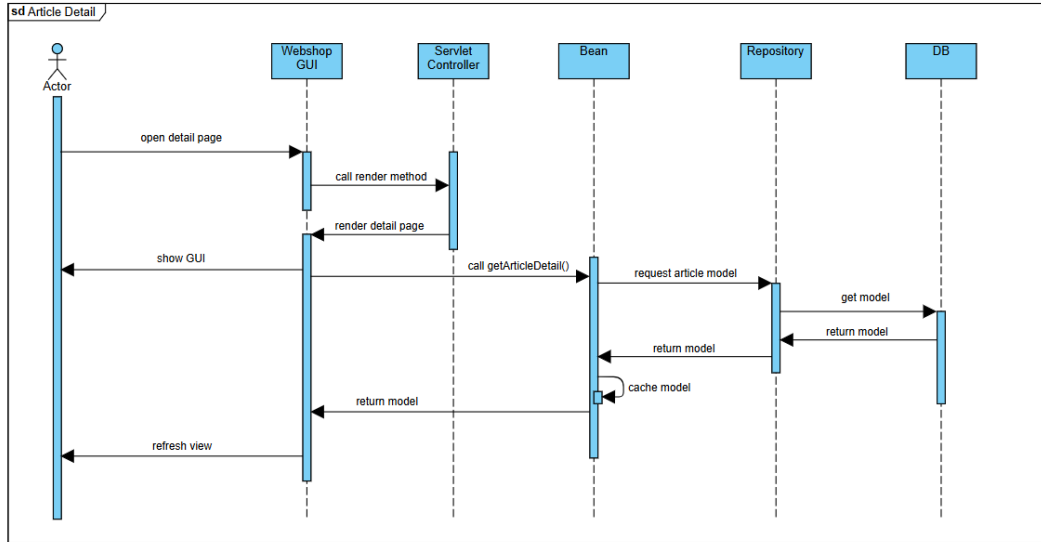 sd Article Detail
Actor
Webshop
GUI
Servlet
Controller
Bean
Repository
DB
open detail page
call render method
render detail page
show GUI
call getArticleDetail()
request article model
get model
return model
return model
cache model
return model
refresh view